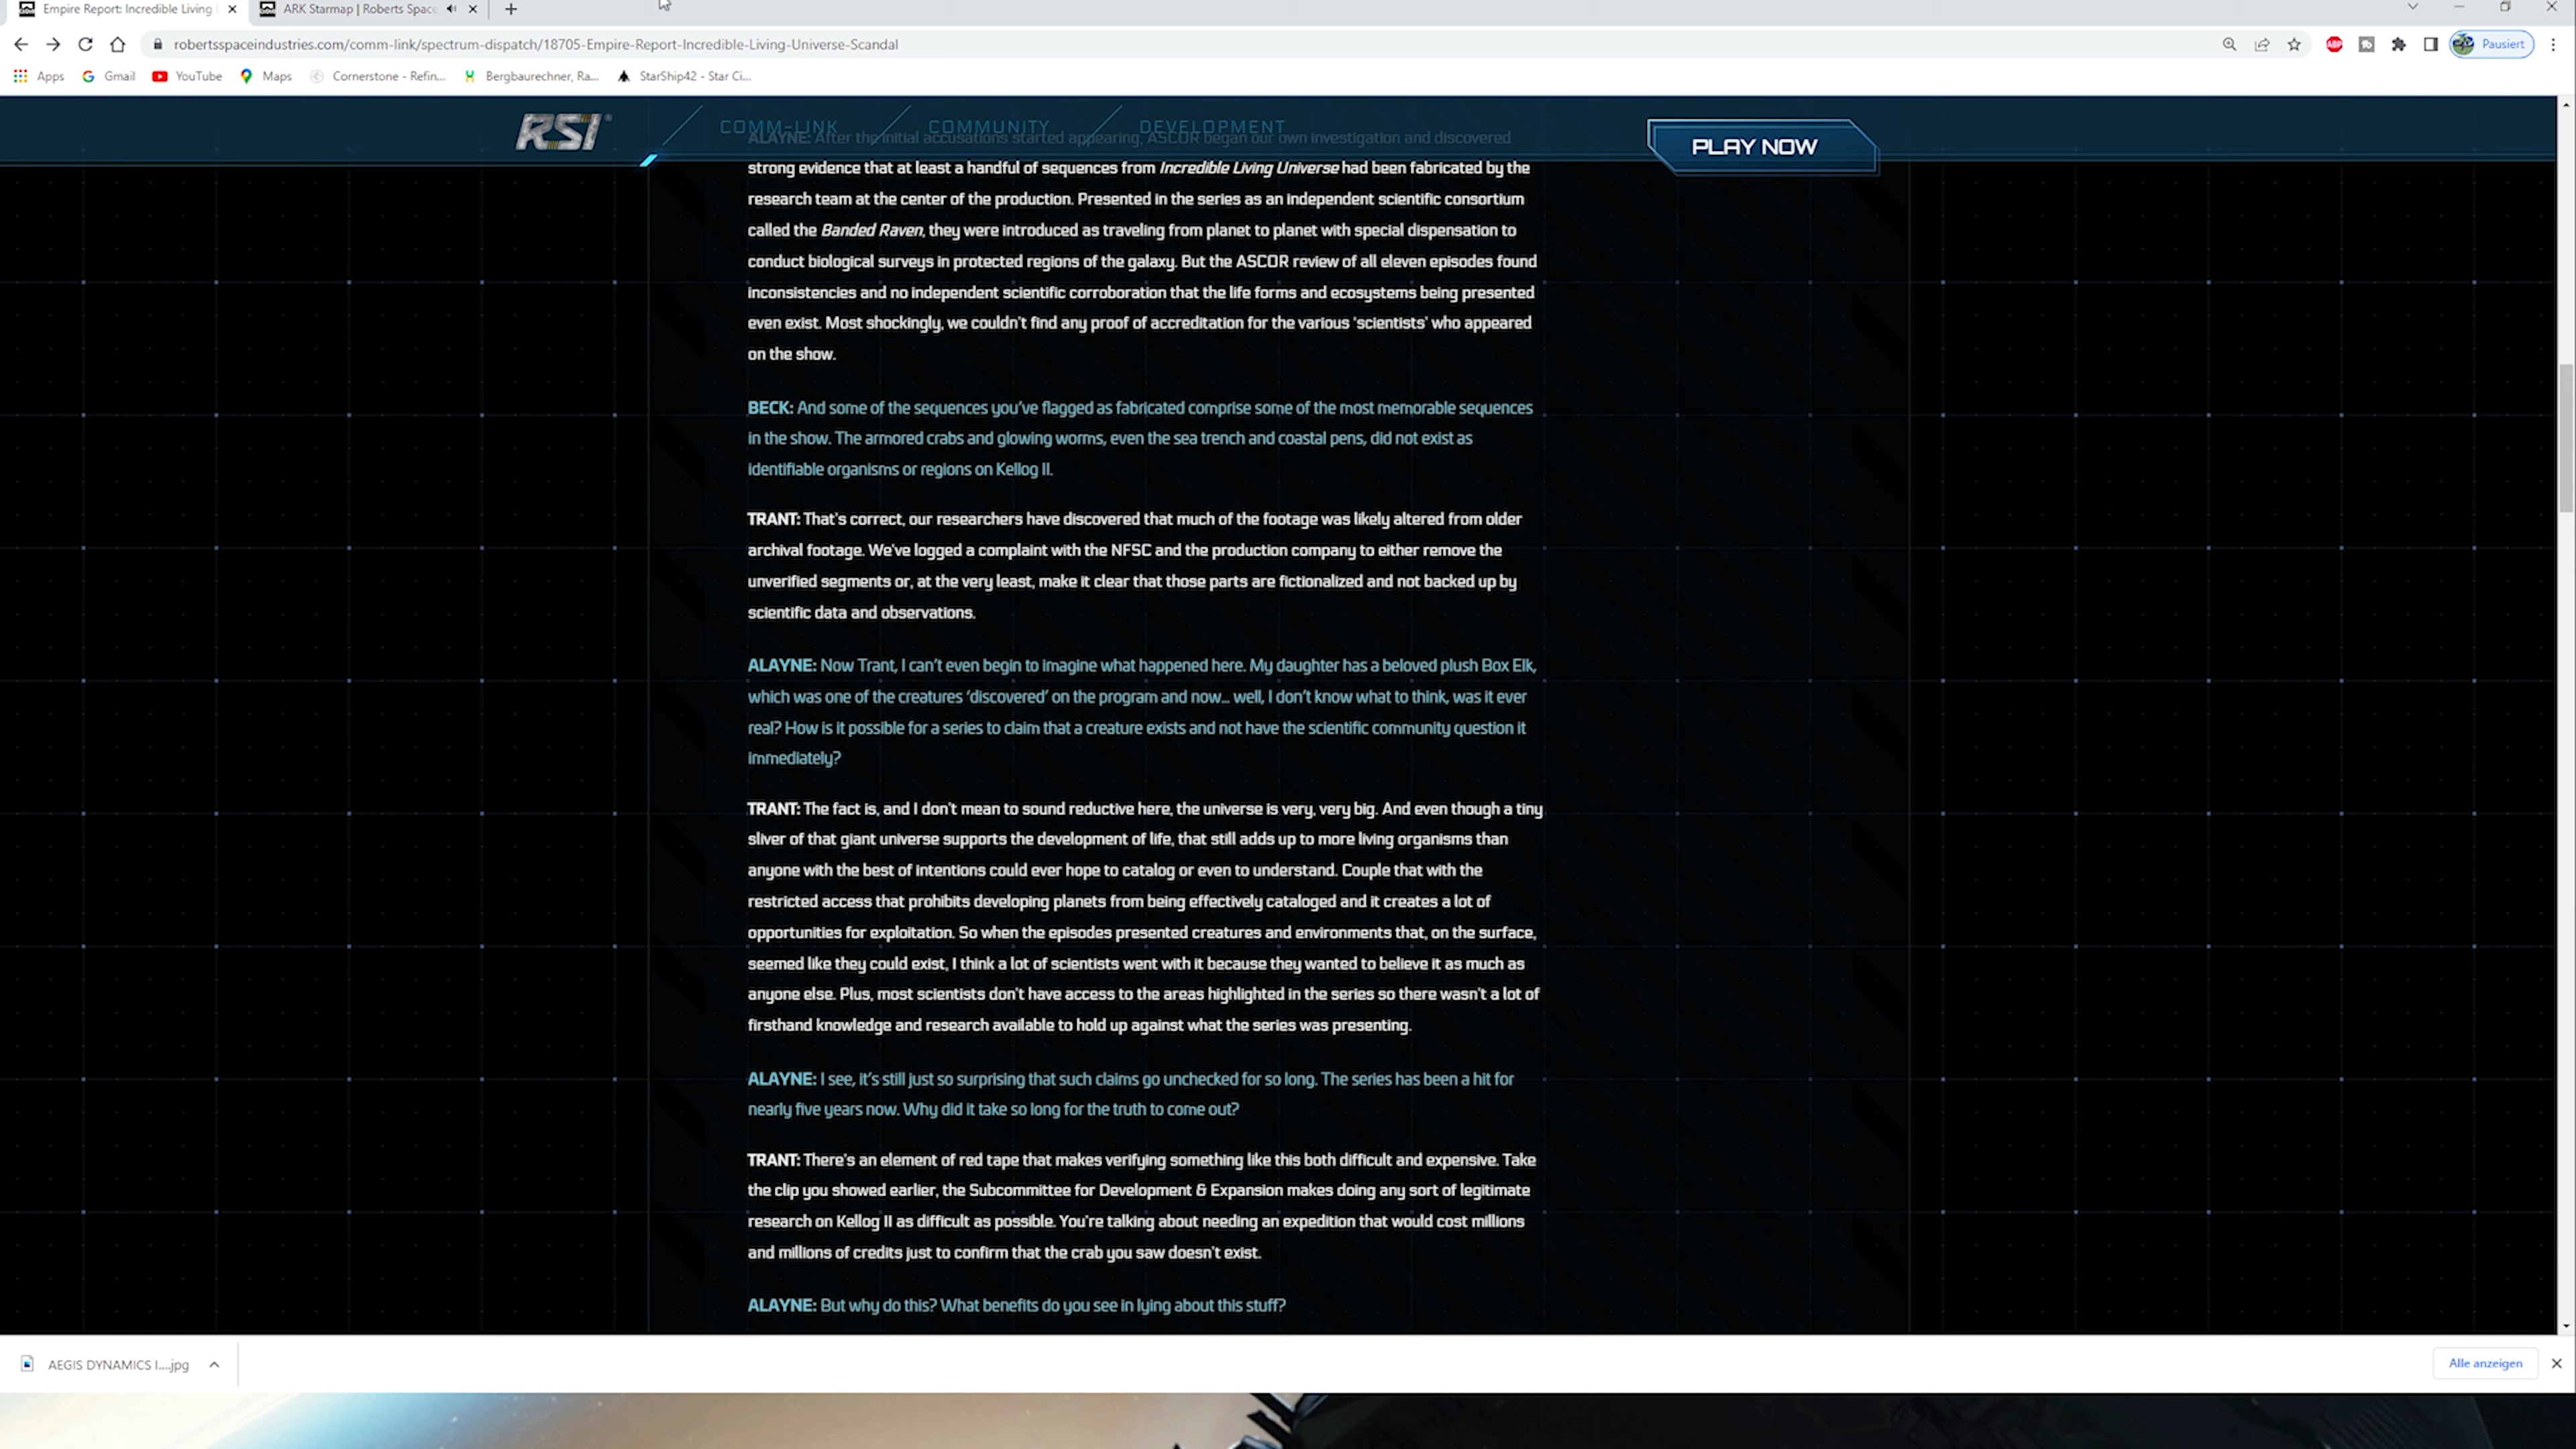 Empire Report: Incredible Living
ARK Starmap | Roberts Space
robertsspaceindustries.com/comm-link/spectrum-dispatch/18705-Empire-Report-Incredible-Living-Universe-Scandal
ABP
Pausiert
Apps
Gmail
YouTube
Maps
Cornerstone - Refin...
Bergbaurechner, Ra...
StarShip42 - Star Ci...
RSI
COMM-LINK
COMMUNITY
DEVELOPMENT
PLAY NOW
ALAYNE: After the initial accusations started appearing, ASCOR began our own investigation and discovered
strong evidence that at least a handful of sequences from Incredible Living Universe had been fabricated by the
research team at the center of the production. Presented in the series as an independent scientific consortium
called the Banded Raven, they were introduced as traveling from planet to planet with special dispensation to
conduct biological surveys in protected regions of the galaxy. But the ASCOR review of all eleven episodes found
inconsistencies and no independent scientific corroboration that the life forms and ecosystems being presented
even exist. Most shockingly, we couldn't find any proof of accreditation for the various 'scientists' who appeared
on the show.
BECK: And some of the sequences you've flagged as fabricated comprise some of the most memorable sequences
in the show. The armored crabs and glowing worms, even the sea trench and coastal pens, did not exist as
identifiable organisms or regions on Kellog II.
TRANT: That's correct, our researchers have discovered that much of the footage was likely altered from older
archival footage. We've logged a complaint with the NFSC and the production company to either remove the
unverified segments or, at the very least, make it clear that those parts are fictionalized and not backed up by
scientific data and observations.
ALAYNE: Now Trant, I can't even begin to imagine what happened here. My daughter has a beloved plush Box Elk,
which was one of the creatures 'discovered' on the program and now... well, I don't know what to think, was it ever
real? How is it possible for a series to claim that a creature exists and not have the scientific community question it
immediately?
TRANT: The fact is, and I don't mean to sound reductive here, the universe is very, very big. And even though a tiny
sliver of that giant universe supports the development of life, that still adds up to more living organisms than
anyone with the best of intentions could ever hope to catalog or even to understand. Couple that with the
restricted access that prohibits developing planets from being effectively cataloged and it creates a lot of
opportunities for exploitation. So when the episodes presented creatures and environments that, on the surface,
seemed like they could exist, I think a lot of scientists went with it because they wanted to believe it as much as
anyone else. Plus, most scientists don't have access to the areas highlighted in the series so there wasn't a lot of
firsthand knowledge and research available to hold up against what the series was presenting.
ALAYNE: I see, it's still just so surprising that such claims go unchecked for so long. The series has been a hit for
nearly five years now. Why did it take so long for the truth to come out?
TRANT: There's an element of red tape that makes verifying something like this both difficult and expensive. Take
the clip you showed earlier, the Subcommittee for Development & Expansion makes doing any sort of legitimate
research on Kellog II as difficult as possible. You're talking about needing an expedition that would cost millions
and millions of credits just to confirm that the crab you saw doesn't exist.
ALAYNE: But why do this? What benefits do you see in lying about this stuff?
AEGIS DYNAMICS I....jpg
Alle anzeigen